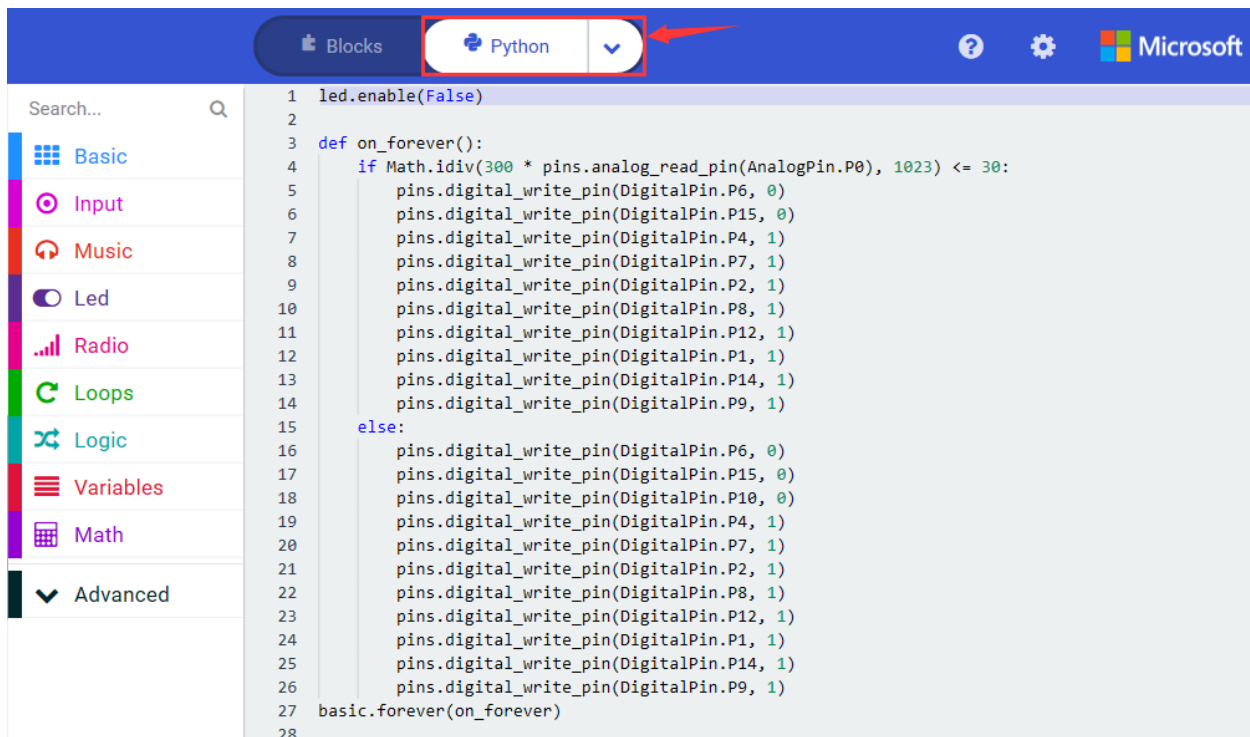 Blocks
Python
Microsoft
Search...
Basic
Input
Music
Led
Radio
Loops
Logic
Variables
Math
Advanced
1 led.enable(False)
2
3 def on_forever():
4     if Math.idiv(300 * pins.analog_read_pin(AnalogPin.P0), 1023) <= 30:
5         pins.digital_write_pin(DigitalPin.P6, 0)
6         pins.digital_write_pin(DigitalPin.P15, 0)
7         pins.digital_write_pin(DigitalPin.P4, 1)
8         pins.digital_write_pin(DigitalPin.P7, 1)
9         pins.digital_write_pin(DigitalPin.P2, 1)
10         pins.digital_write_pin(DigitalPin.P8, 1)
11         pins.digital_write_pin(DigitalPin.P12, 1)
12         pins.digital_write_pin(DigitalPin.P1, 1)
13         pins.digital_write_pin(DigitalPin.P14, 1)
14         pins.digital_write_pin(DigitalPin.P9, 1)
15     else:
16         pins.digital_write_pin(DigitalPin.P6, 0)
17         pins.digital_write_pin(DigitalPin.P15, 0)
18         pins.digital_write_pin(DigitalPin.P10, 0)
19         pins.digital_write_pin(DigitalPin.P4, 1)
20         pins.digital_write_pin(DigitalPin.P7, 1)
21         pins.digital_write_pin(DigitalPin.P2, 1)
22         pins.digital_write_pin(DigitalPin.P8, 1)
23         pins.digital_write_pin(DigitalPin.P12, 1)
24         pins.digital_write_pin(DigitalPin.P1, 1)
25         pins.digital_write_pin(DigitalPin.P14, 1)
26         pins.digital_write_pin(DigitalPin.P9, 1)
27 basic.forever(on_forever)
28